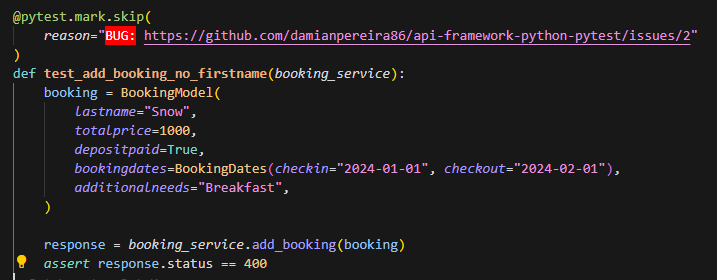 @pytest.mark.skip(
    reason="BUG: https://github.com/damianpereira86/api-framework-python-pytest/issues/2"
)
def test_add_booking_no_firstname(booking_service):
    booking = BookingModel(
        lastname="Snow",
        totalprice=1000,
        depositpaid=True,
        bookingdates=BookingDates(checkin="2024-01-01", checkout="2024-02-01"),
        additionalneeds="Breakfast",
    )
    response = booking_service.add_booking(booking)
    assert response.status == 400